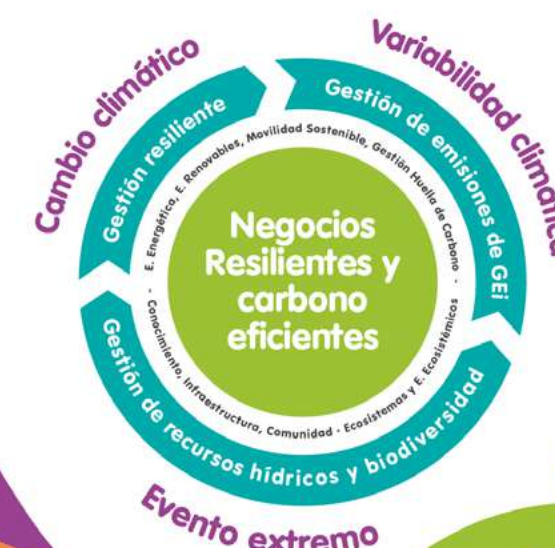 Cambio climático
Variabilidad climática
Gestión resiliente
Gestión de emisiones de GEi
E. Energética, E. Renovables, Movilidad Sostenible, Gestión Huella de Carbono -
Negocios
Resilientes y
carbono
eficientes
Conocimiento, Infraestructura, Comunidad - Ecosistemas y E. Ecosistémicos -
Gestión de recursos hídricos y biodiversidad
Evento extremo